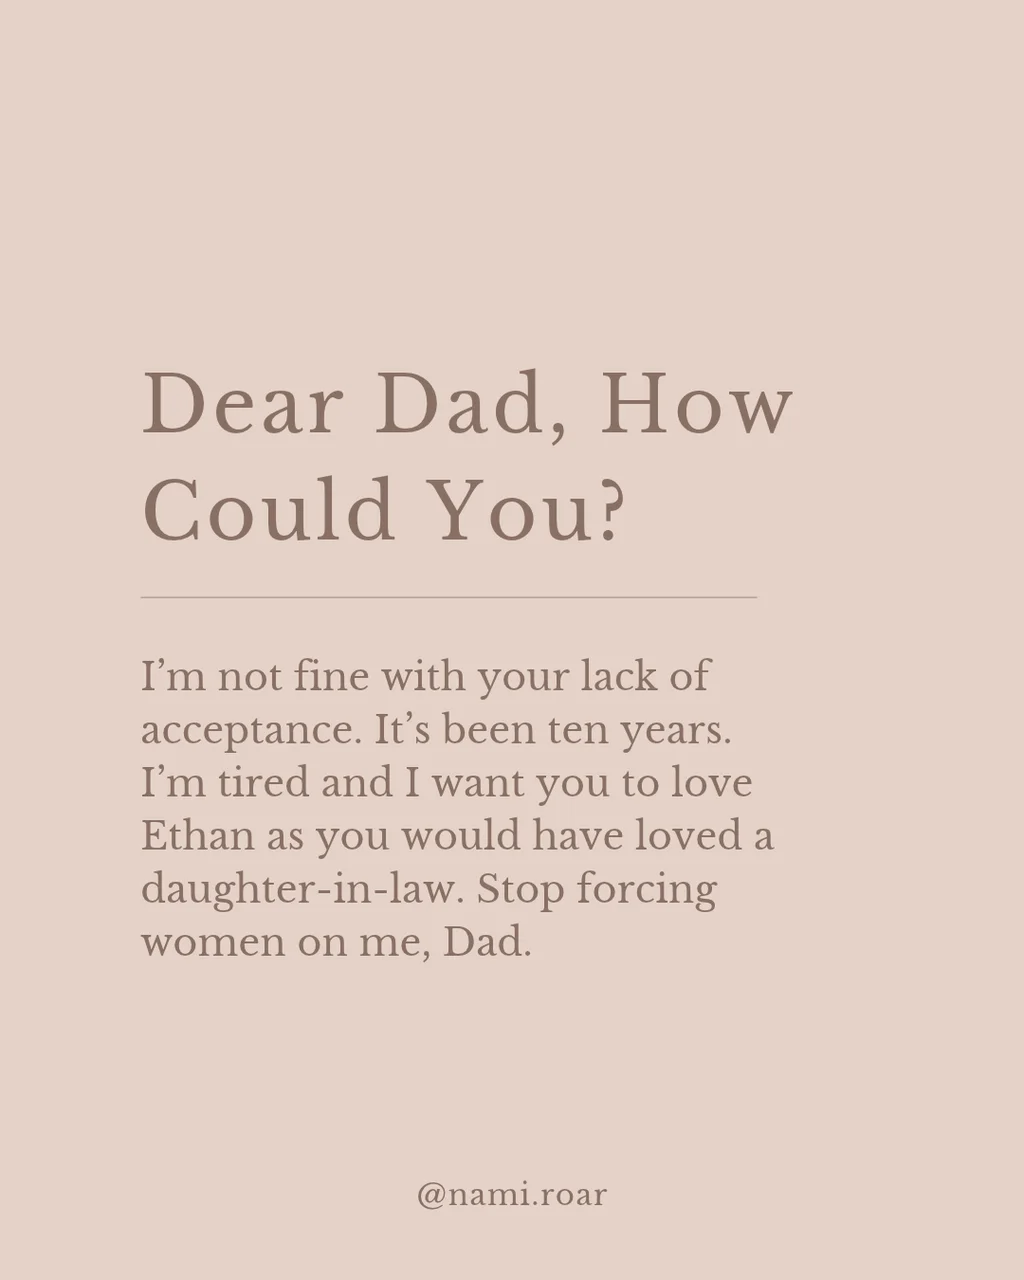 Dear Dad, How
Could You?
I’m not fine with your lack of
acceptance. It’s been ten years.
I’m tired and I want you to love
Ethan as you would have loved a
daughter-in-law. Stop forcing
women on me, Dad.
@nami.roar